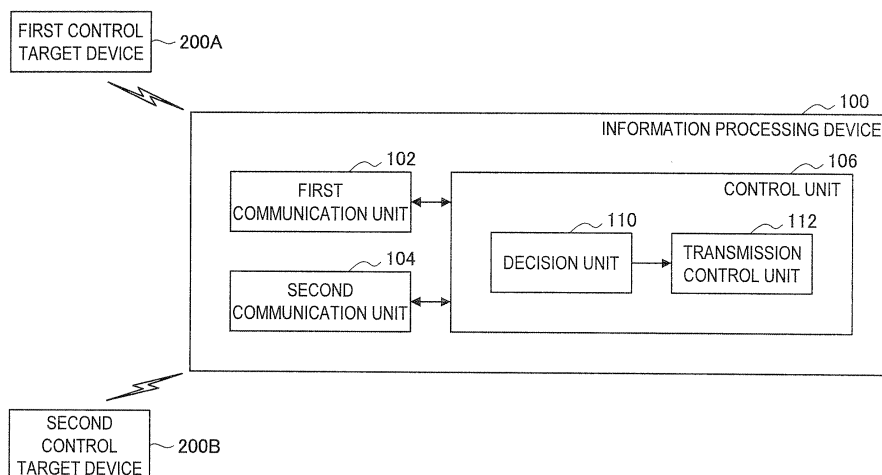 FIRST CONTROL
TARGET DEVICE
200A
100
INFORMATION PROCESSING DEVICE
102
FIRST
COMMUNICATION UNIT
106
CONTROL UNIT
110
DECISION UNIT
112
TRANSMISSION
CONTROL UNIT
104
SECOND
COMMUNICATION UNIT
SECOND
CONTROL
TARGET DEVICE
200B